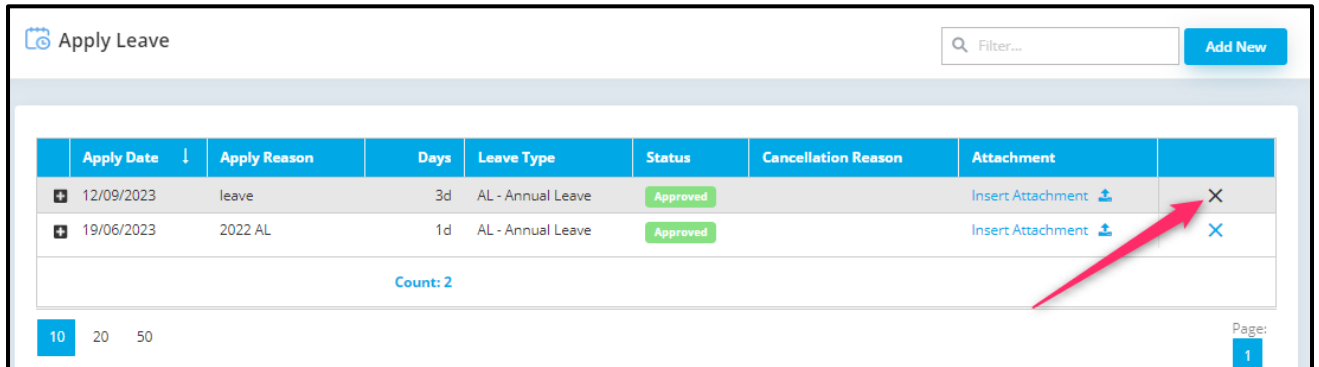 Apply Leave
Filter...
Add New
Apply Date ↓ Apply Reason Days Leave Type Status Cancellation Reason Attachment
12/09/2023 leave 3d AL - Annual Leave Approved Insert Attachment
19/06/2023 2022 AL 1d AL - Annual Leave Approved Insert Attachment
Count: 2
10 20 50
Page:
1